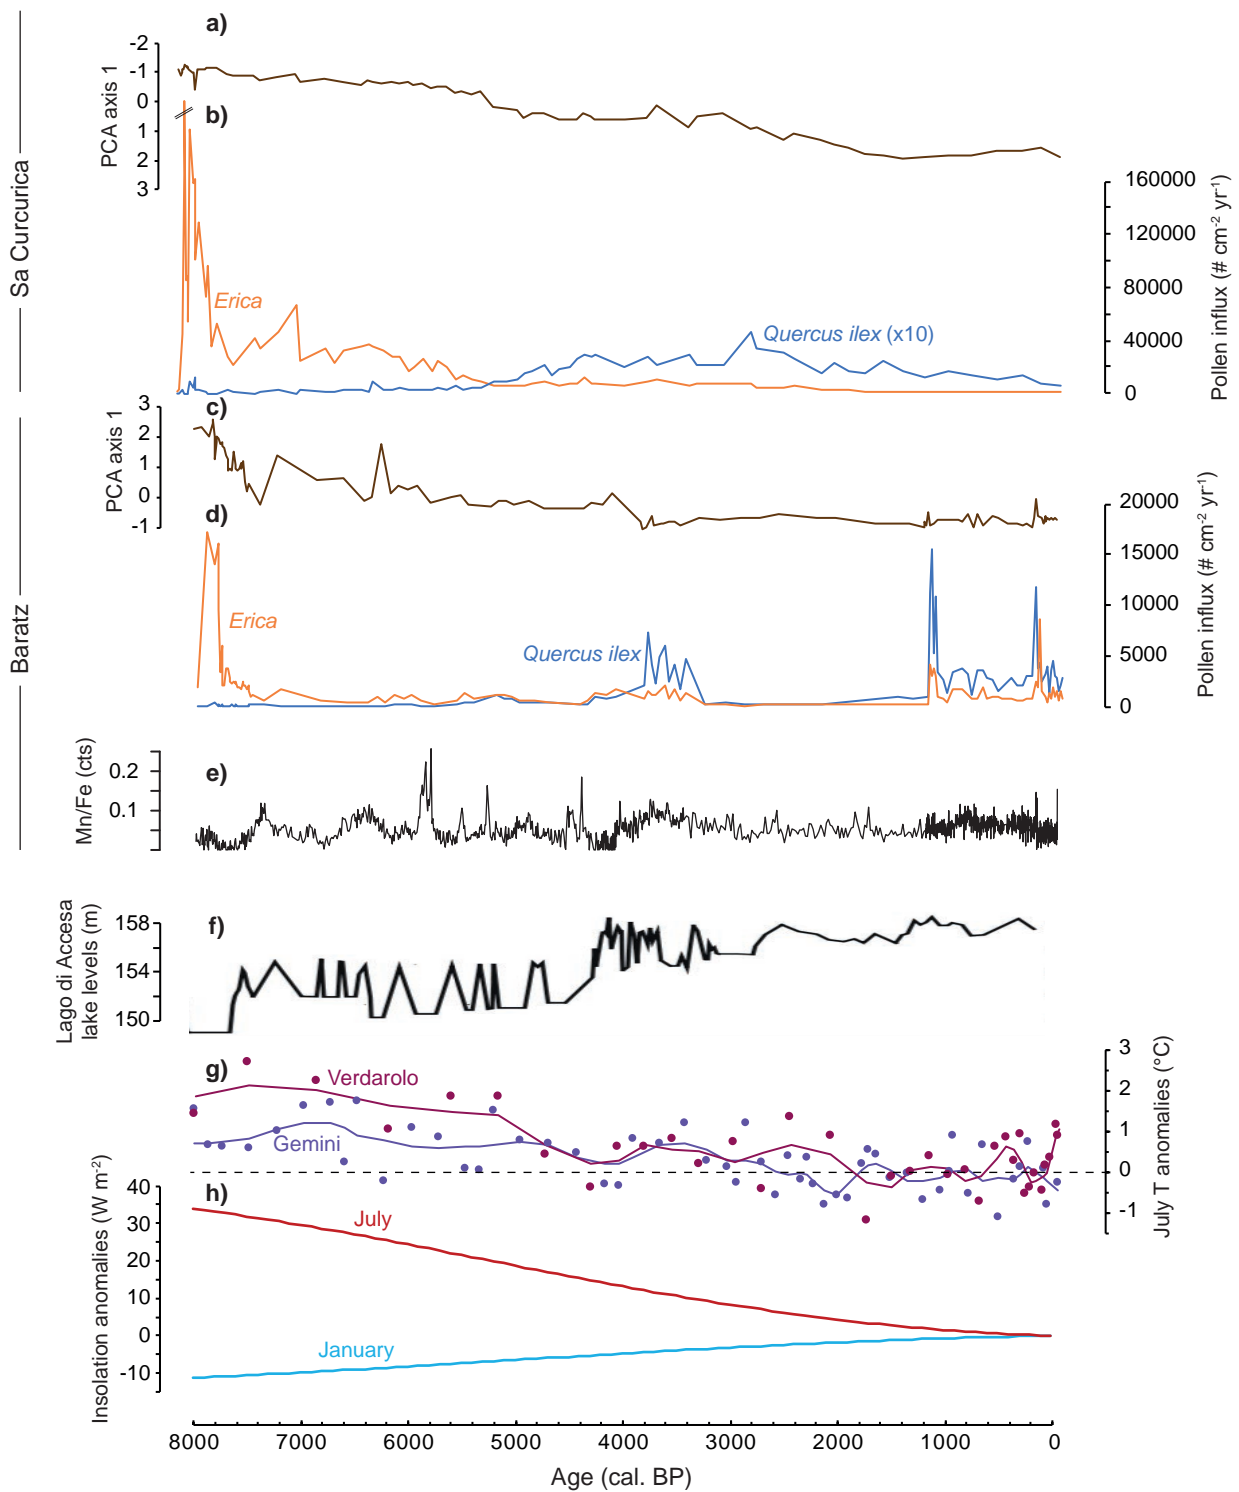 a)
-2
-1
0
1
2
3
PCA axis 1
b)
Sa Curcurica
160000
120000
80000
40000
0
Pollen influx (# cm-2 yr-1)
Erica
Quercus ilex (x10)
c)
3
2
1
0
-1
PCA axis 1
d)
Baratz
20000
15000
10000
5000
0
Pollen influx (# cm-2 yr-1)
Erica
Quercus ilex
e)
0.2
0.1
Mn/Fe (cts)
f)
158
154
150
Lago di Accesa
lake levels (m)
g)
Verdarolo
Gemini
3
2
1
0
-1
July T anomalies (°C)
h)
40
30
20
10
0
-10
Insolation anomalies (W m-2)
July
January
8000 7000 6000 5000 4000 3000 2000 1000 0
Age (cal. BP)